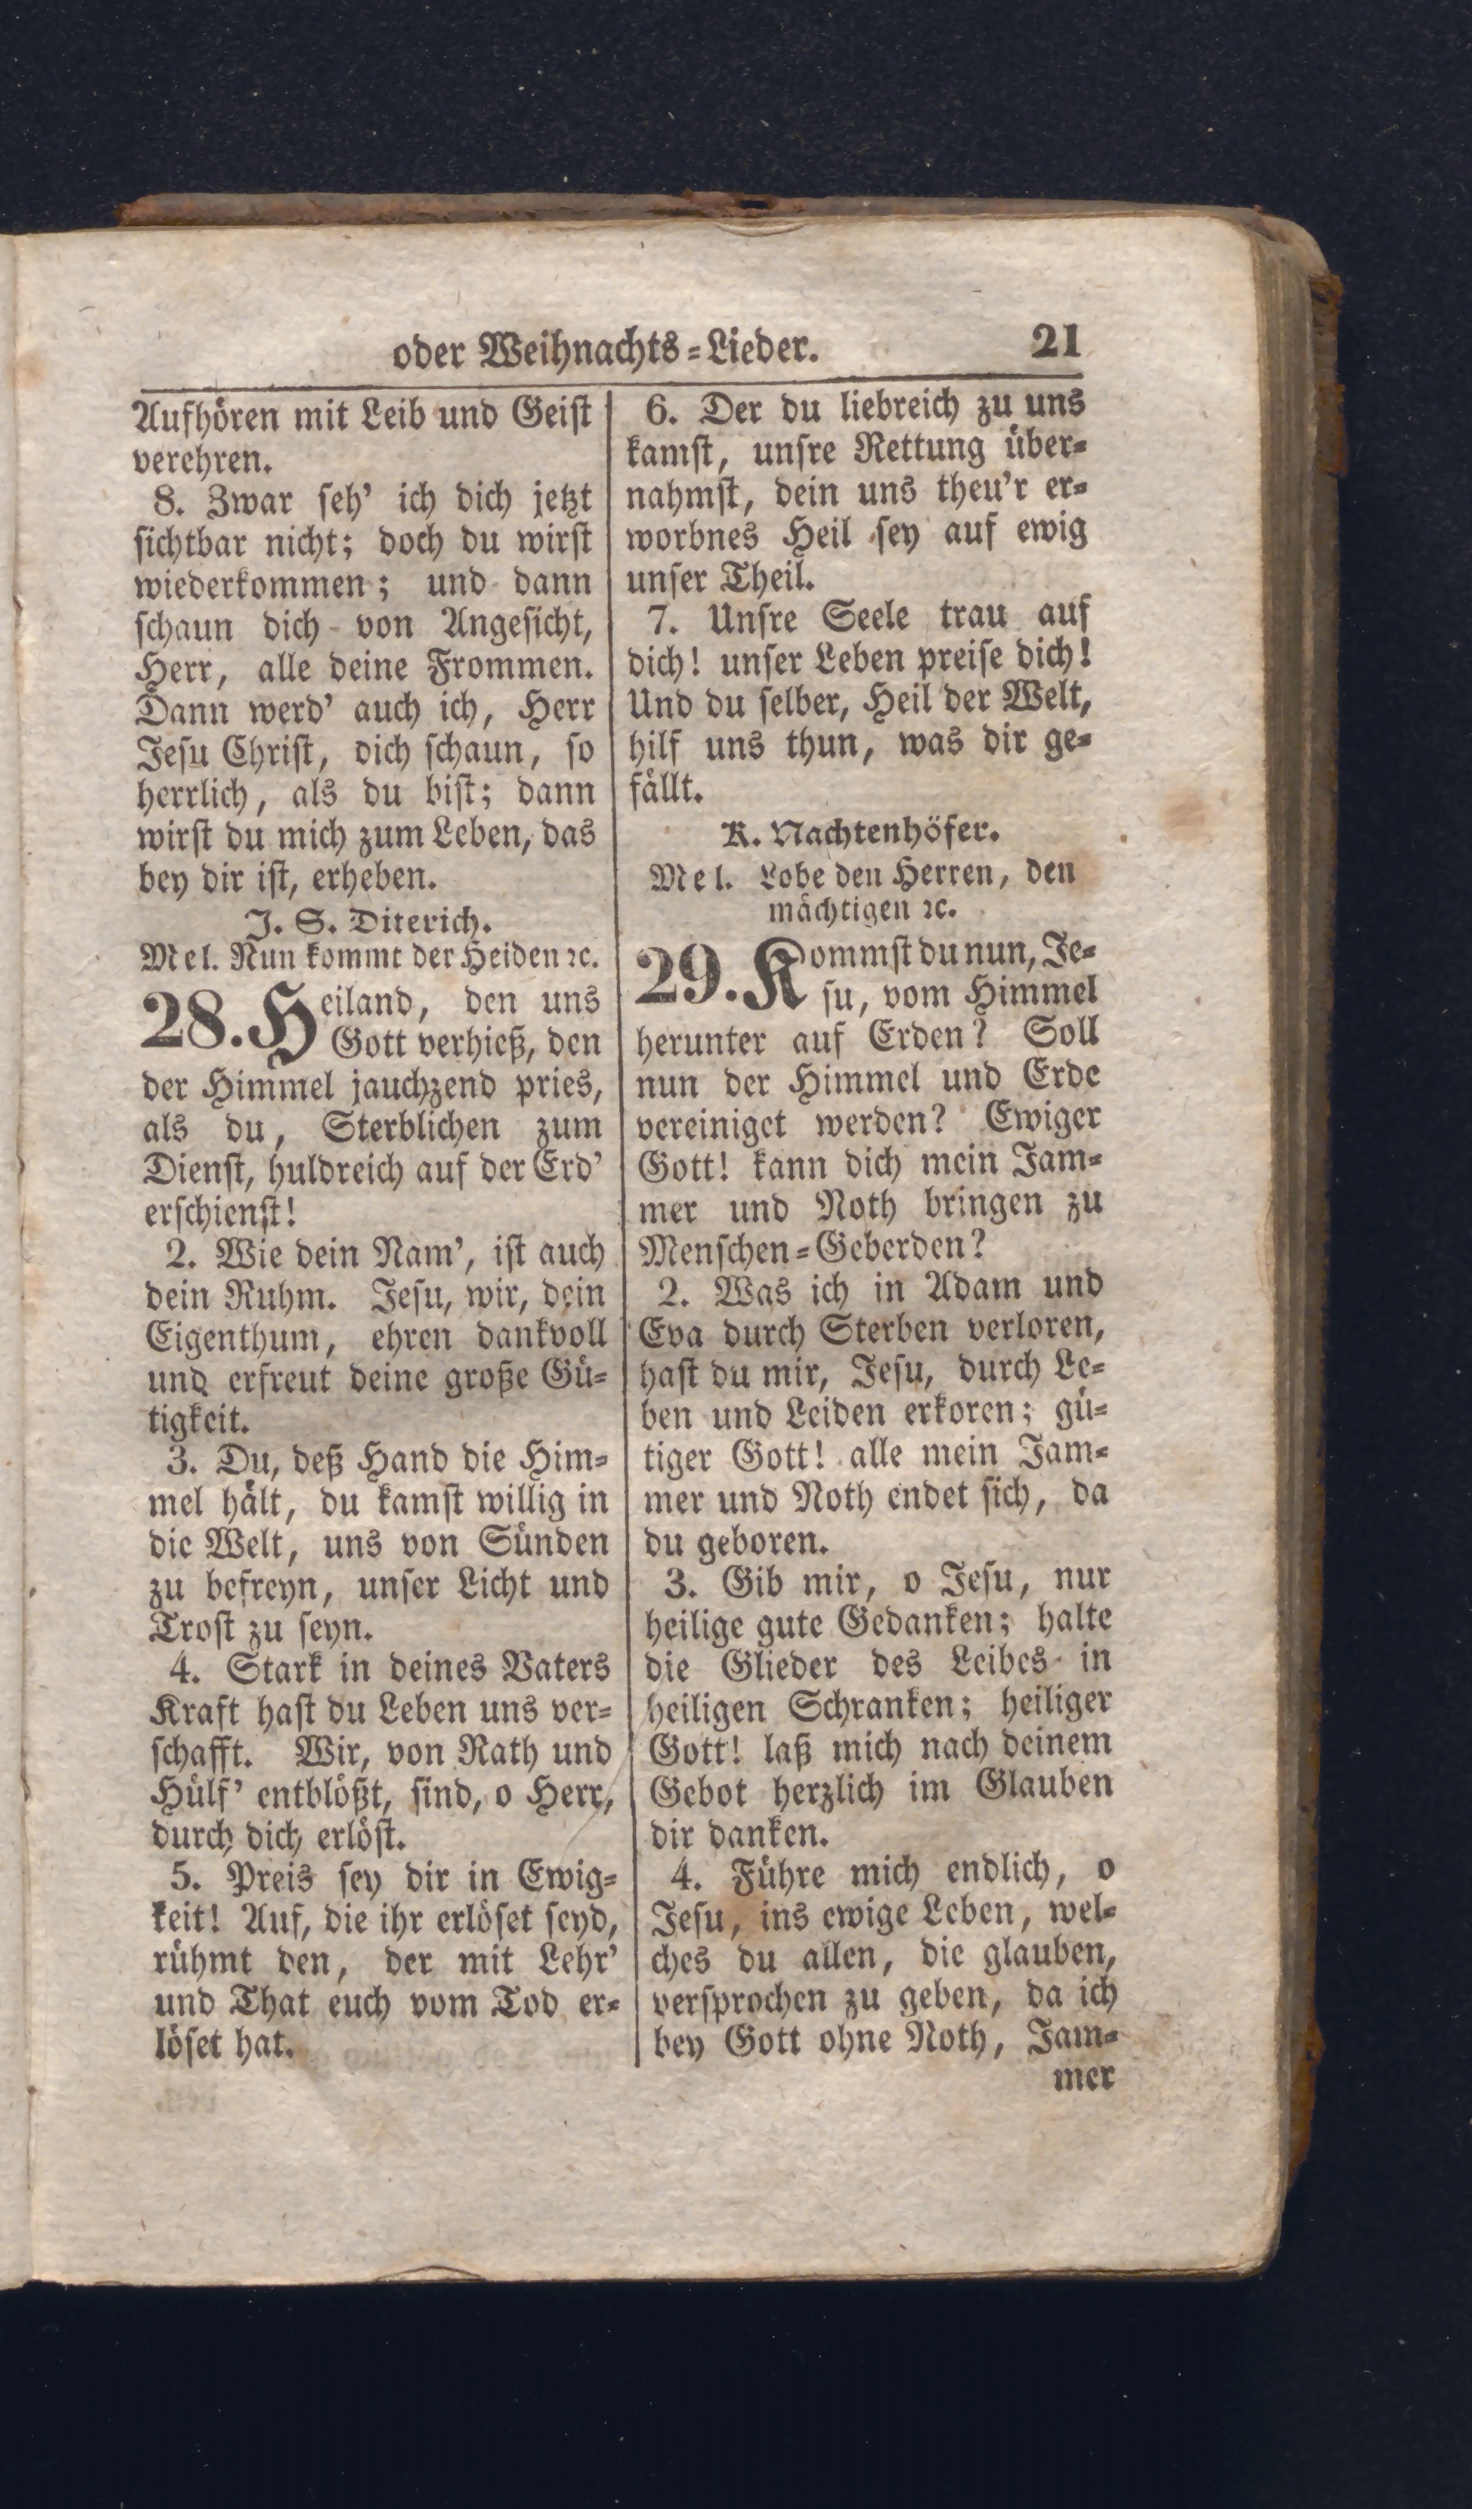 oder Weihnachts-Lieder. 21
Aufhören mit Leib und Geist
verehren.
8. Zwar seh' ich dich jetzt
sichtbar nicht; doch du wirst
wiederkommen; und dann
schaun dich von Angesicht,
Herr, alle deine Frommen.
Dann werd' auch ich, Herr
Jesu Christ, dich schaun, so
herrlich, als du bist; dann
wirst du mich zum Leben, das
bey dir ist, erheben.
J. S. Diterich.
Mel. Nun kommt der Heiden ꝛc.
28. Heiland, den uns
Gott verhieß, den
der Himmel jauchzend pries,
als du, Sterblichen zum
Dienst, huldreich auf der Erd'
erschienst!
2. Wie dein Nam', ist auch
dein Ruhm. Jesu, wir, dein
Eigenthum, ehren dankvoll
und erfreut deine große Gü-
tigkeit.
3. Du, deß Hand die Him-
mel hält, du kamst willig in
die Welt, uns von Sünden
zu befreyn, unser Licht und
Trost zu seyn.
4. Stark in deines Vaters
Kraft hast du Leben uns ver-
schafft. Wir, von Rath und
Hülf' entblößt, sind, o Herr,
durch dich erlöst.
5. Preis sey dir in Ewig-
keit! Auf, die ihr erlöset seyd,
rühmt den, der mit Lehr'
und That euch vom Tod er-
löset hat.
6. Der du liebreich zu uns
kamst, unsre Rettung über-
nahmst, dein uns theu'r er-
worbnes Heil sey auf ewig
unser Theil.
7. Unsre Seele trau auf
dich! unser Leben preise dich!
Und du selber, Heil der Welt,
hilf uns thun, was dir ge-
fällt.
K. Nachtenhöfer.
Mel. Lobe den Herren, den
mächtigen ꝛc.
29. Kommst du nun, Je-
su, vom Himmel
herunter auf Erden? Soll
nun der Himmel und Erde
vereiniget werden? Ewiger
Gott! kann dich mein Jam-
mer und Noth bringen zu
Menschen-Geberden?
2. Was ich in Adam und
Eva durch Sterben verloren,
hast du mir, Jesu, durch Le-
ben und Leiden erkoren; gü-
tiger Gott! alle mein Jam-
mer und Noth endet sich, da
du geboren.
3. Gib mir, o Jesu, nur
heilige gute Gedanken; halte
die Glieder des Leibes in
heiligen Schranken; heiliger
Gott! laß mich nach deinem
Gebot herzlich im Glauben
dir danken.
4. Führe mich endlich, o
Jesu, ins ewige Leben, wel-
ches du allen, die glauben,
versprochen zu geben, da ich
bey Gott ohne Noth, Jam-
mer